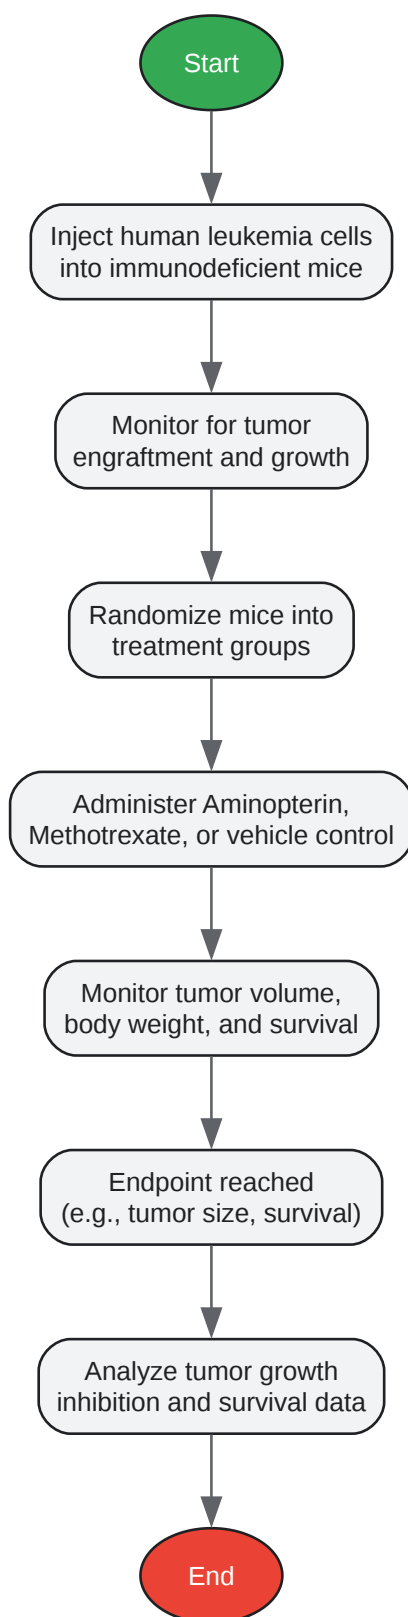 Start
Inject human leukemia cells
into immunodeficient mice
Monitor for tumor
engraftment and growth
Randomize mice into
treatment groups
Administer Aminopterin,
Methotrexate, or vehicle control
Monitor tumor volume,
body weight, and survival
Endpoint reached
(e.g., tumor size, survival)
Analyze tumor growth
inhibition and survival data
End